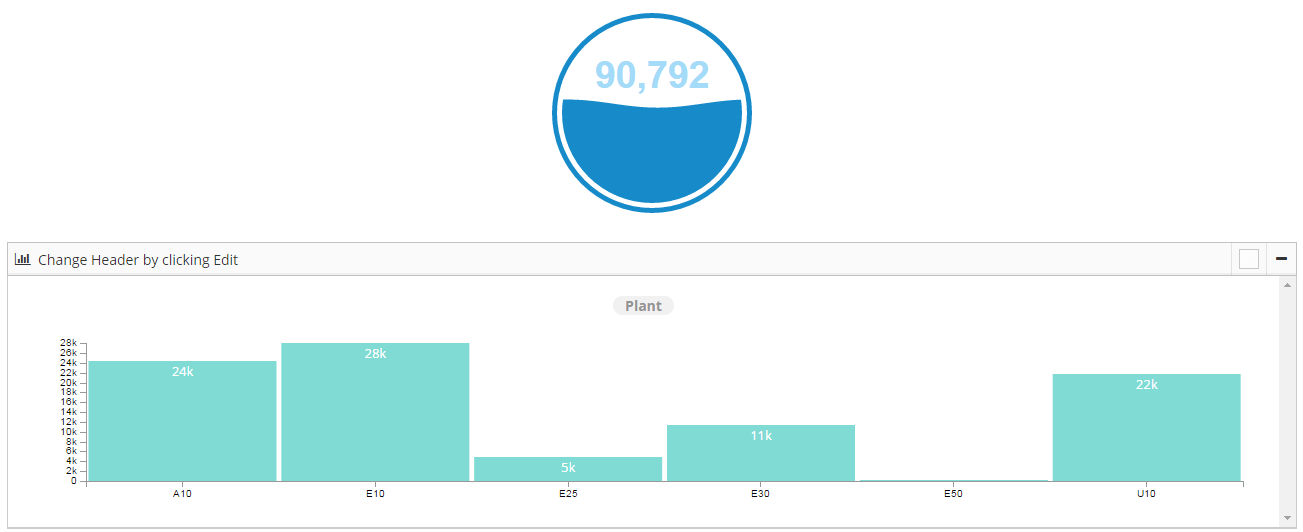 90,792
Change Header by clicking Edit
Plant
28k
26k
24k
22k
20k
18k
16k
14k
12k
10k
8k
6k
4k
2k
0
24k
28k
5k
11k
22k
A10 E10 E25 E30 E50 U10